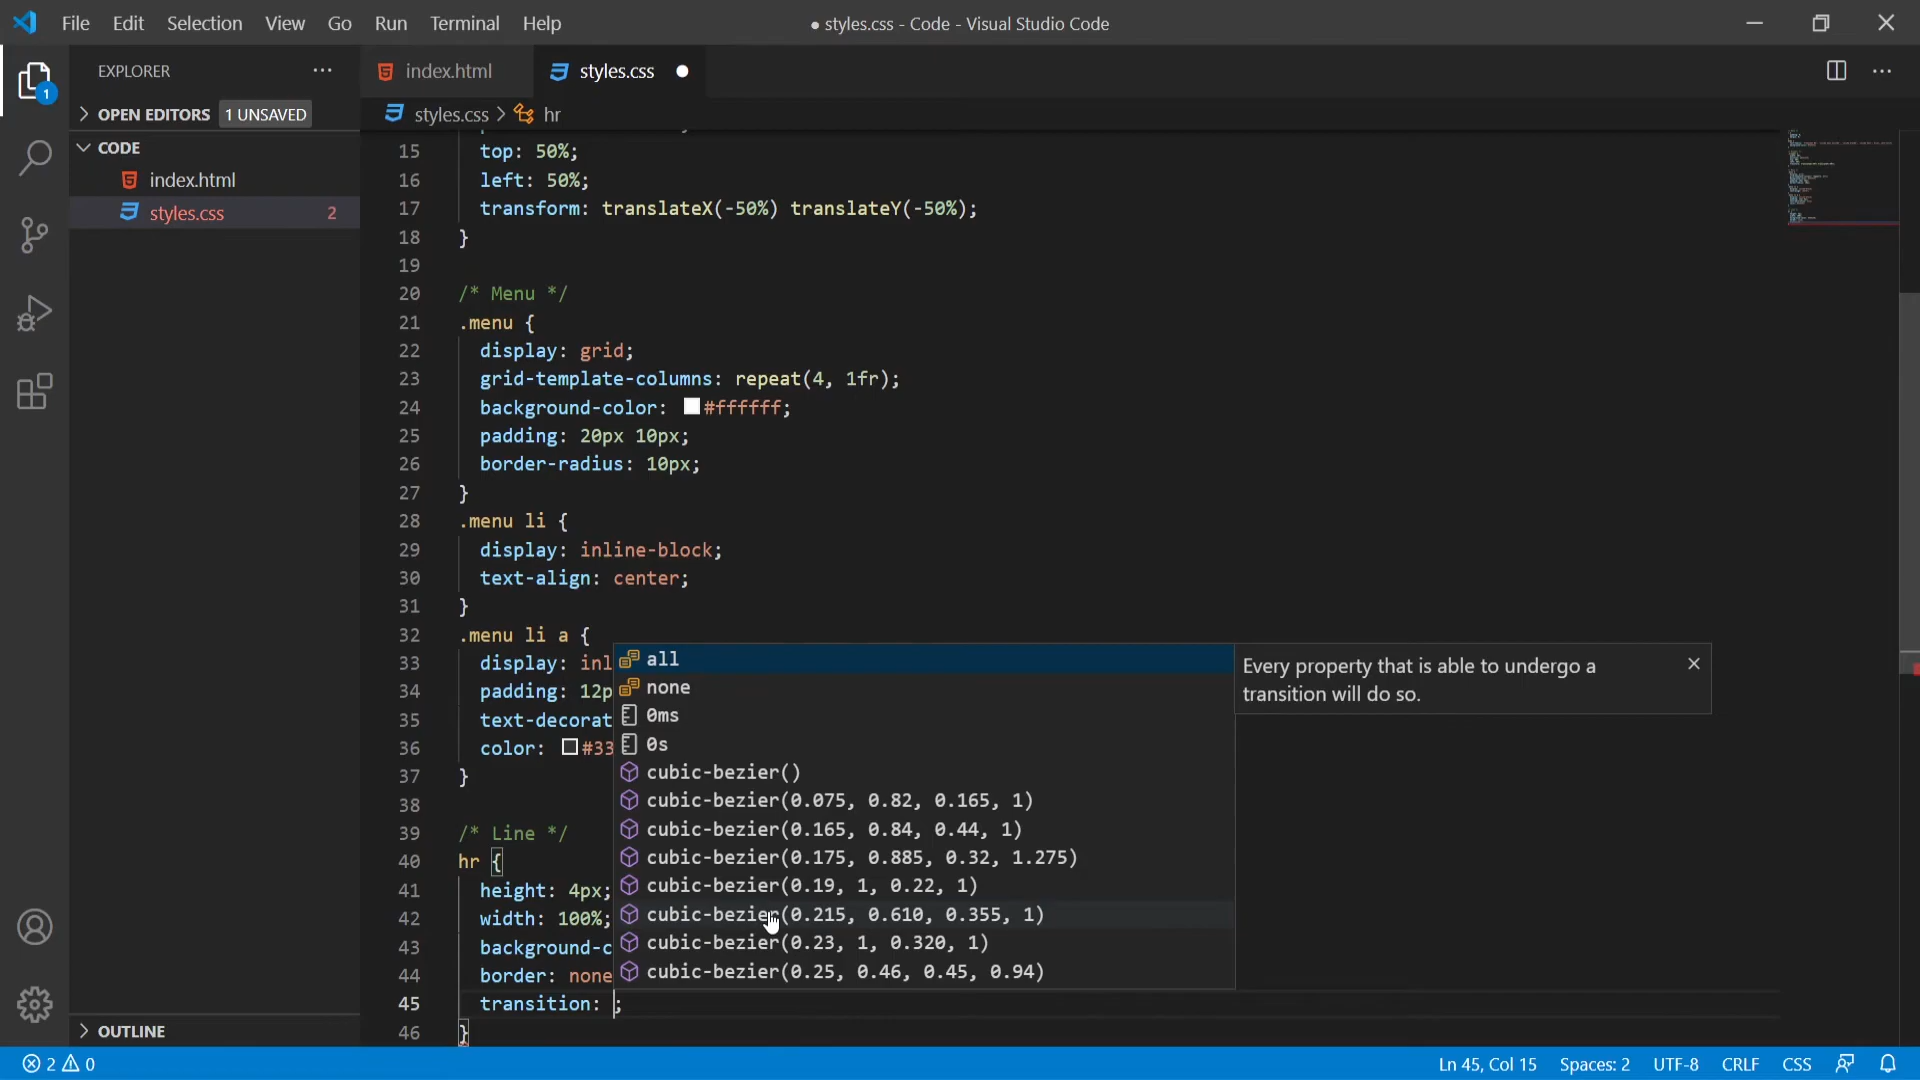 File Edit Selection View Go Run Terminal Help
● styles.css - Code - Visual Studio Code
EXPLORER ...
index.html
styles.css ●
...
OPEN EDITORS 1 UNSAVED
styles.css > hr
1
CODE
index.html
styles.css 2
15 top: 50%;
16 left: 50%;
17 transform: translateX(-50%) translateY(-50%);
18 }
19
20 /* Menu */
21 .menu {
22 display: grid;
23 grid-template-columns: repeat(4, 1fr);
24 background-color: #ffffff;
25 padding: 20px 10px;
26 border-radius: 10px;
27 }
28 .menu li {
29 display: inline-block;
30 text-align: center;
31 }
32 .menu li a {
33 display: inl
34 padding: 12p
35 text-decorat
36 color: #33
37 }
38
39 /* Line */
40 hr {
41 height: 4px;
42 width: 100%;
43 background-c
44 border: none
45 transition: ;
46 }
all
none
0ms
0s
cubic-bezier()
cubic-bezier(0.075, 0.82, 0.165, 1)
cubic-bezier(0.165, 0.84, 0.44, 1)
cubic-bezier(0.175, 0.885, 0.32, 1.275)
cubic-bezier(0.19, 1, 0.22, 1)
cubic-bezier(0.215, 0.610, 0.355, 1)
cubic-bezier(0.23, 1, 0.320, 1)
cubic-bezier(0.25, 0.46, 0.45, 0.94)
Every property that is able to undergo a
transition will do so.
OUTLINE
2 0
Ln 45, Col 15 Spaces: 2 UTF-8 CRLF CSS